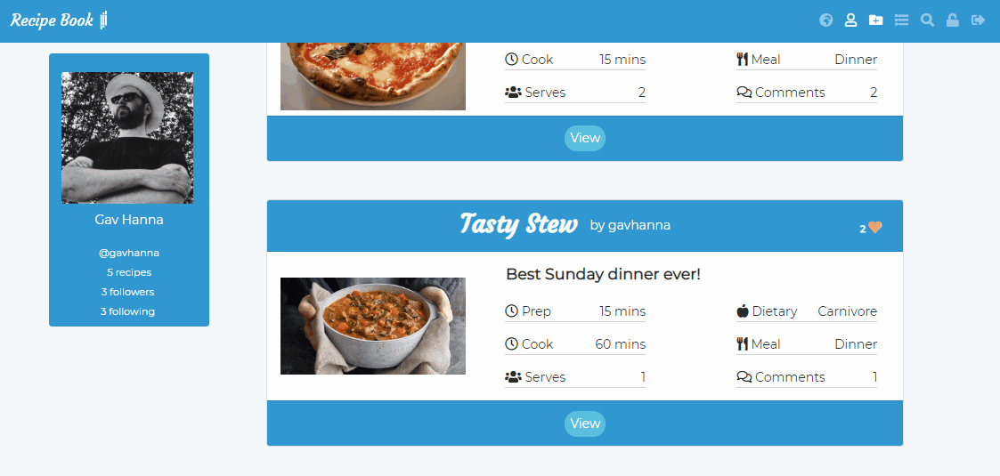 Recipe Book
Gav Hanna
@gavhanna
5 recipes
3 followers
3 following
Cook 15 mins
Meal Dinner
Serves 2
Comments 2
View
Tasty Stew by gavhanna
2
Best Sunday dinner ever!
Prep 15 mins
Dietary Carnivore
Cook 60 mins
Meal Dinner
Serves 1
Comments 1
View